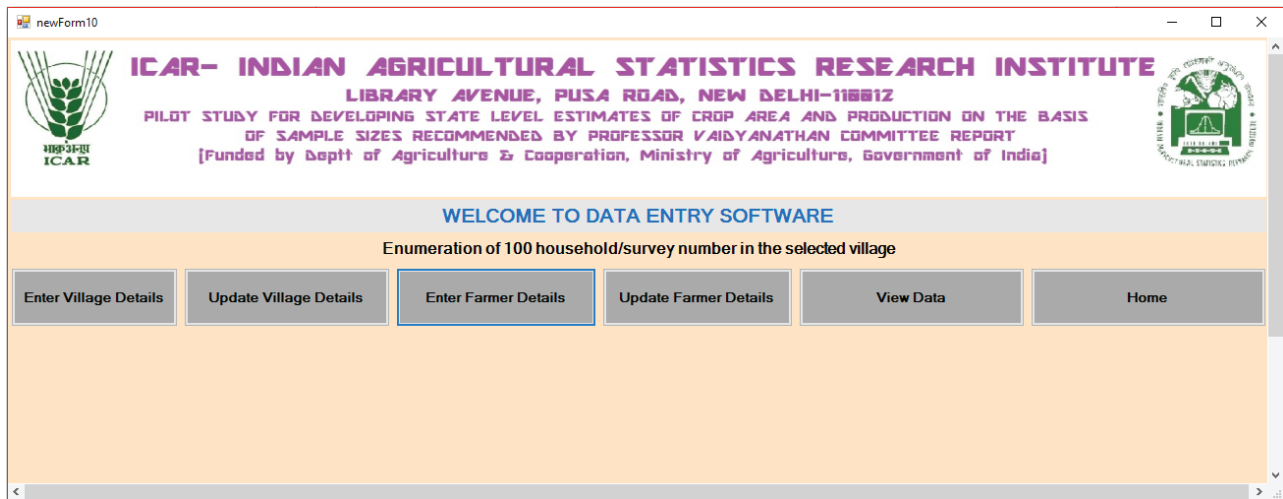 newForm10
ICAR- INDIAN AGRICULTURAL STATISTICS RESEARCH INSTITUTE
LIBRARY AVENUE, PUSA ROAD, NEW DELHI-110012
PILOT STUDY FOR DEVELOPING STATE LEVEL ESTIMATES OF CROP AREA AND PRODUCTION ON THE BASIS
OF SAMPLE SIZES RECOMMENDED BY PROFESSOR VAIDYANATHAN COMMITTEE REPORT
[Funded by Deptt of Agriculture & Cooperation, Ministry of Agriculture, Government of India]
भाकृअनुप
ICAR
WELCOME TO DATA ENTRY SOFTWARE
Enumeration of 100 household/survey number in the selected village
Enter Village Details
Update Village Details
Enter Farmer Details
Update Farmer Details
View Data
Home